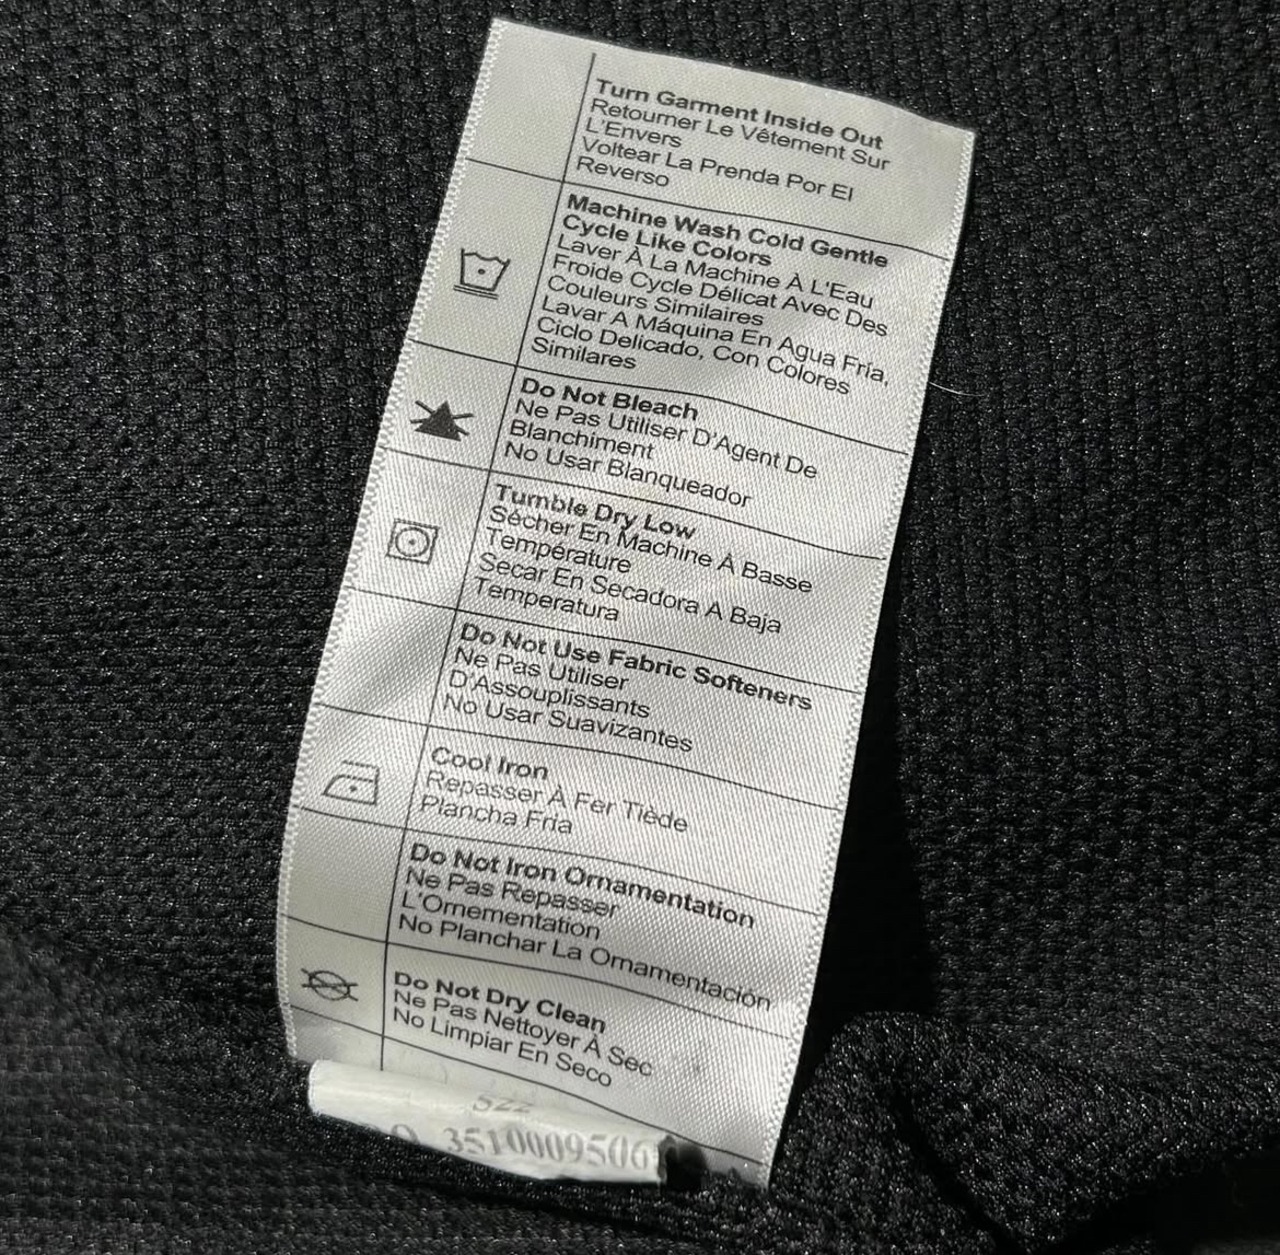 Turn Garment Inside Out
Retourner Le Vêtement Sur
L'Envers
Voltear La Prenda Por El
Reverso
Machine Wash Cold Gentle
Cycle Like Colors
Laver À La Machine À L'Eau
Froide Cycle Délicat Avec Des
Couleurs Similaires
Lavar A Máquina En Agua Fria,
Ciclo Delicado, Con Colores
Similares
Do Not Bleach
Ne Pas Utiliser D'Agent De
Blanchiment
No Usar Blanqueador
Tumble Dry Low
Sécher En Machine À Basse
Température
Secar En Secadora A Baja
Temperatura
Do Not Use Fabric Softeners
Ne Pas Utiliser
D'Assouplissants
No Usar Suavizantes
Cool Iron
Repasser À Fer Tiède
Plancha Fria
Do Not Iron Ornamentation
Ne Pas Repasser
L'Ornementation
No Planchar La Ornamentación
Do Not Dry Clean
Ne Pas Nettoyer À Sec
No Limpiar En Seco
3510009506